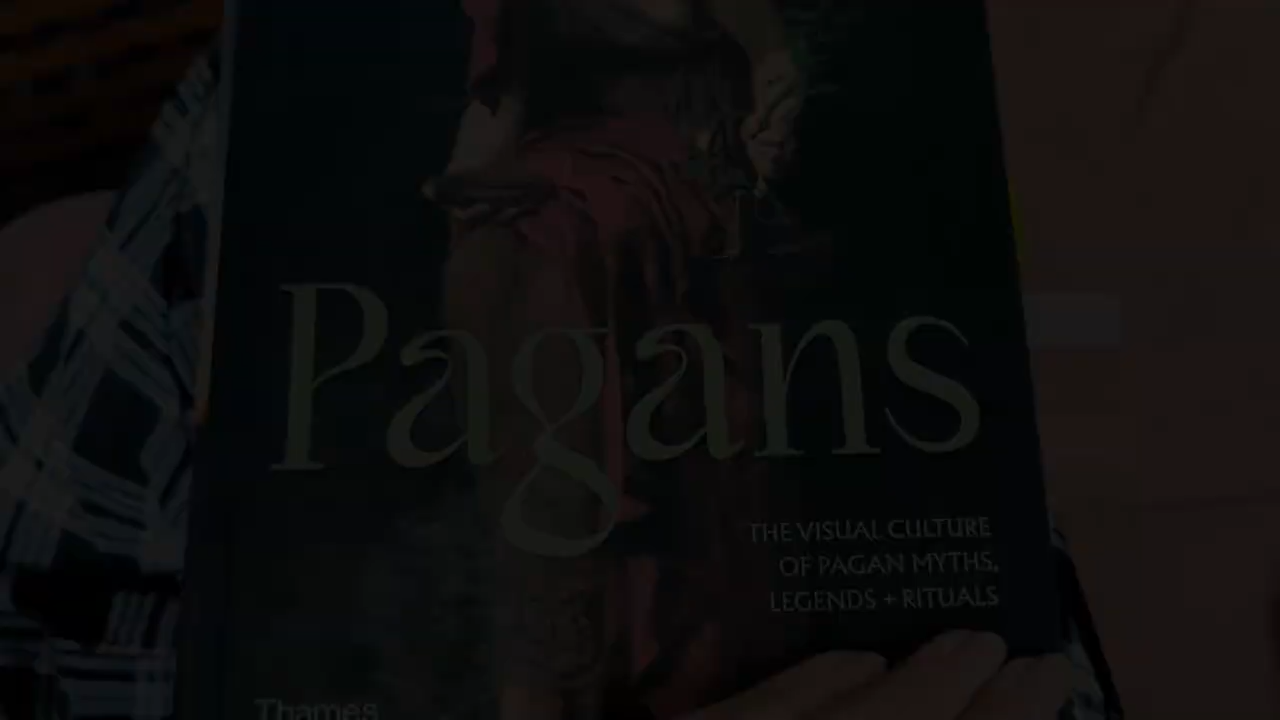 Pagans
THE VISUAL CULTURE
OF PAGAN MYTHS,
LEGENDS + RITUALS
Thames